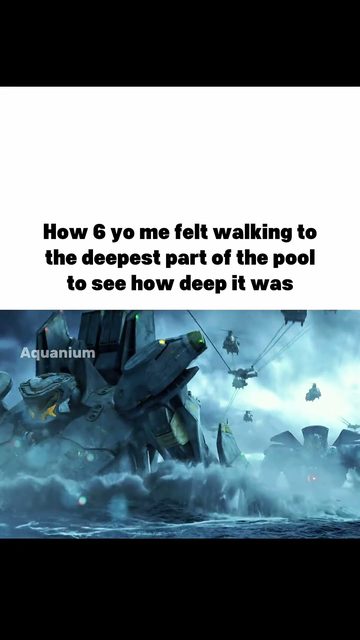 How 6 yo me felt walking to
the deepest part of the pool
to see how deep it was
Aquanium